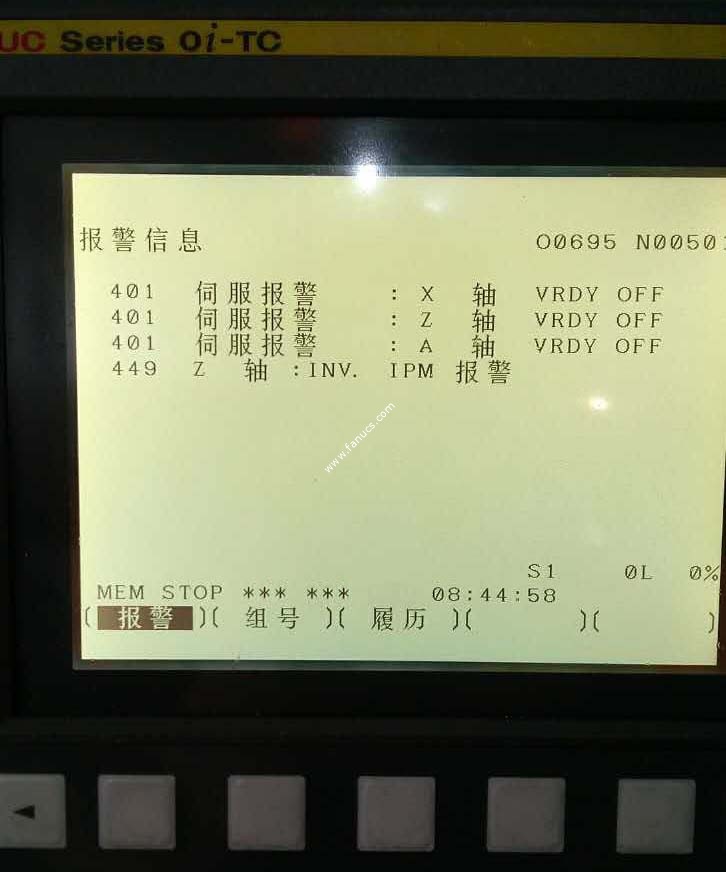 UC Series 0i-TC
报警信息 O0695 N0050
401 伺服报警 : X 轴 VRDY OFF
401 伺服报警 : Z 轴 VRDY OFF
401 伺服报警 : A 轴 VRDY OFF
449 Z 轴 :INV. IPM 报警
www.fanucs.com
S1 0L 0%
MEM STOP *** *** 08:44:58
( 报警 )( 组号 )( 履历 )( )( )